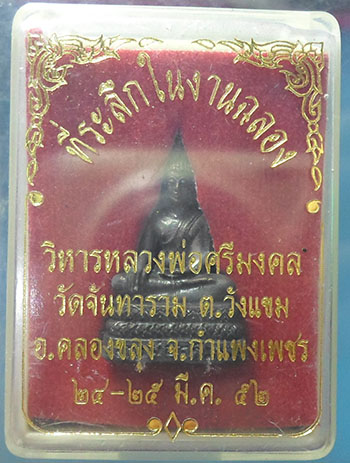 ที่ระลึกในงานฉลอง
วิหารหลวงพ่อศรีมงคล
วัดจันทาราม ต.วังแขม
อ.คลองขลุง จ.กำแพงเพชร
๒๔-๒๕ มี.ค. ๕๒